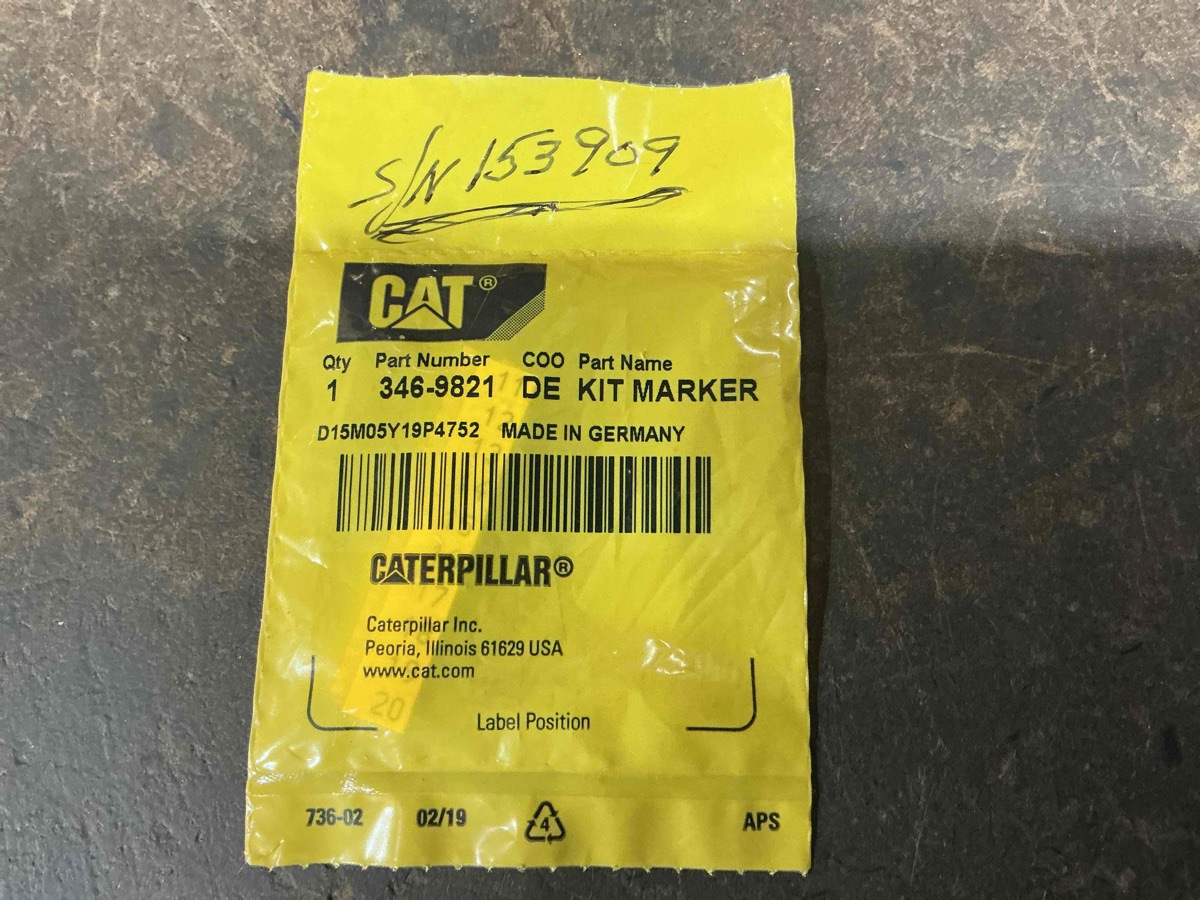 S/N 153909
CAT®
Qty Part Number COO Part Name
1 346-9821 DE KIT MARKER
D15M05Y19P4752 MADE IN GERMANY
CATERPILLAR®
Caterpillar Inc.
Peoria, Illinois 61629 USA
www.cat.com
20
Label Position
736-02 02/19 4 APS